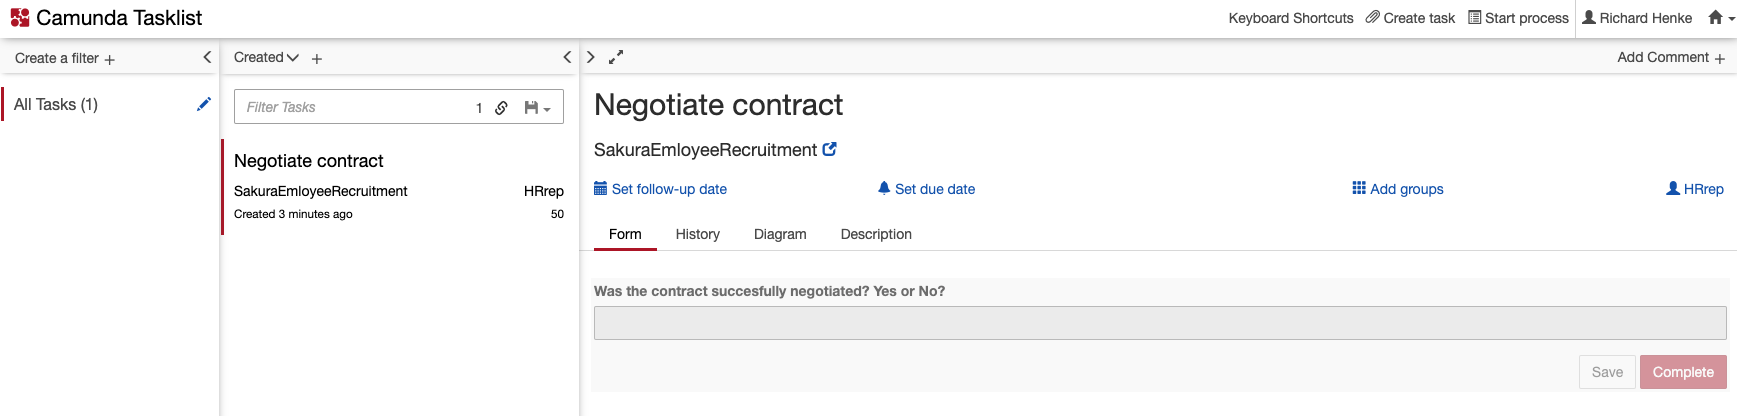 Camunda Tasklist
Keyboard Shortcuts Create task Start process Richard Henke
Create a filter +
Created +
Add Comment +
All Tasks (1)
Filter Tasks 1
Negotiate contract
SakuraEmloyeeRecruitment HRrep
Created 3 minutes ago 50
Negotiate contract
SakuraEmloyeeRecruitment
Set follow-up date Set due date Add groups HRrep
Form History Diagram Description
Was the contract succesfully negotiated? Yes or No?
Save Complete